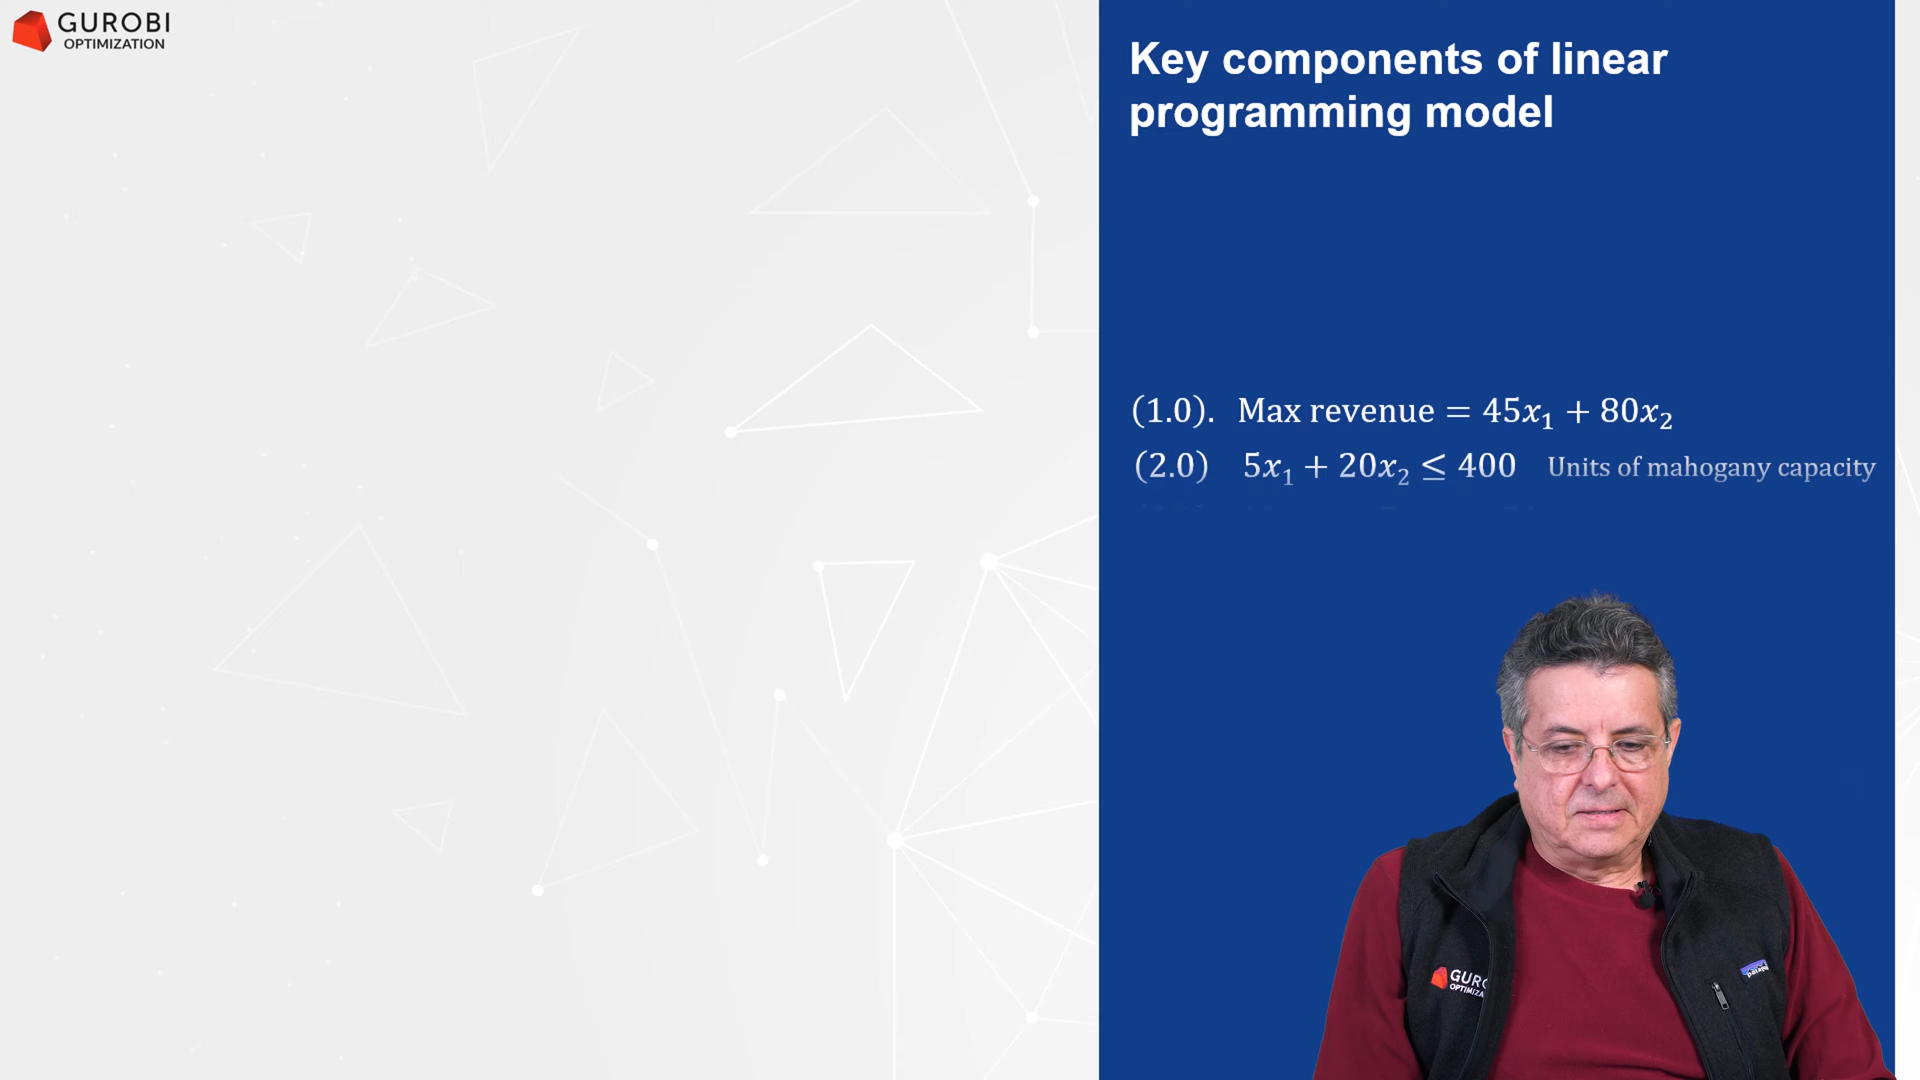 GUROBI
OPTIMIZATION
Key components of linear
programming model
(1.0). Max revenue = 45x₁ + 80x₂
(2.0) 5x₁ + 20x₂ ≤ 400 Units of mahogany capacity